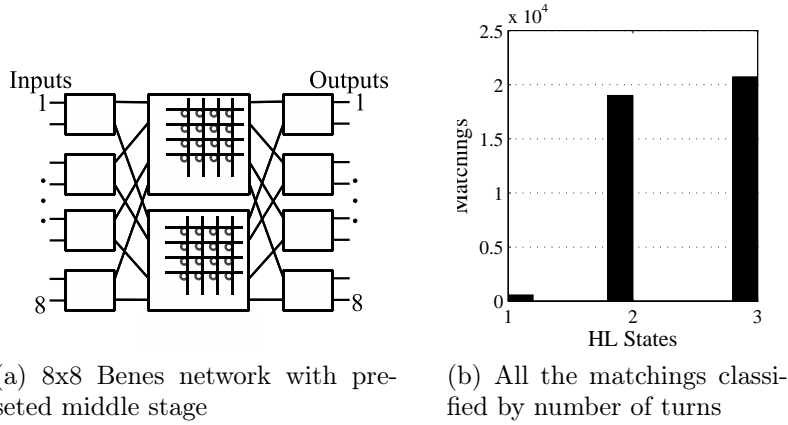 Inputs
Outputs
1
1
8
8
x 10⁴
2.5
2
1.5
1
0.5
0
1
2
3
Matchings
HL States
(a) 8x8 Benes network with pre-
seted middle stage
(b) All the matchings classi-
fied by number of turns